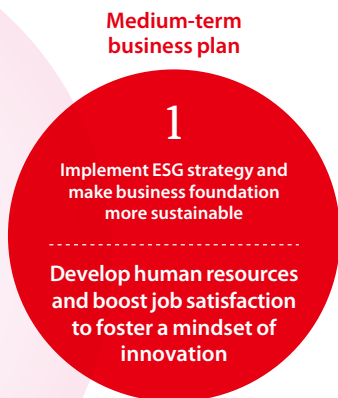 Medium-term
business plan
1
Implement ESG strategy and
make business foundation
more sustainable
Develop human resources
and boost job satisfaction
to foster a mindset of
innovation